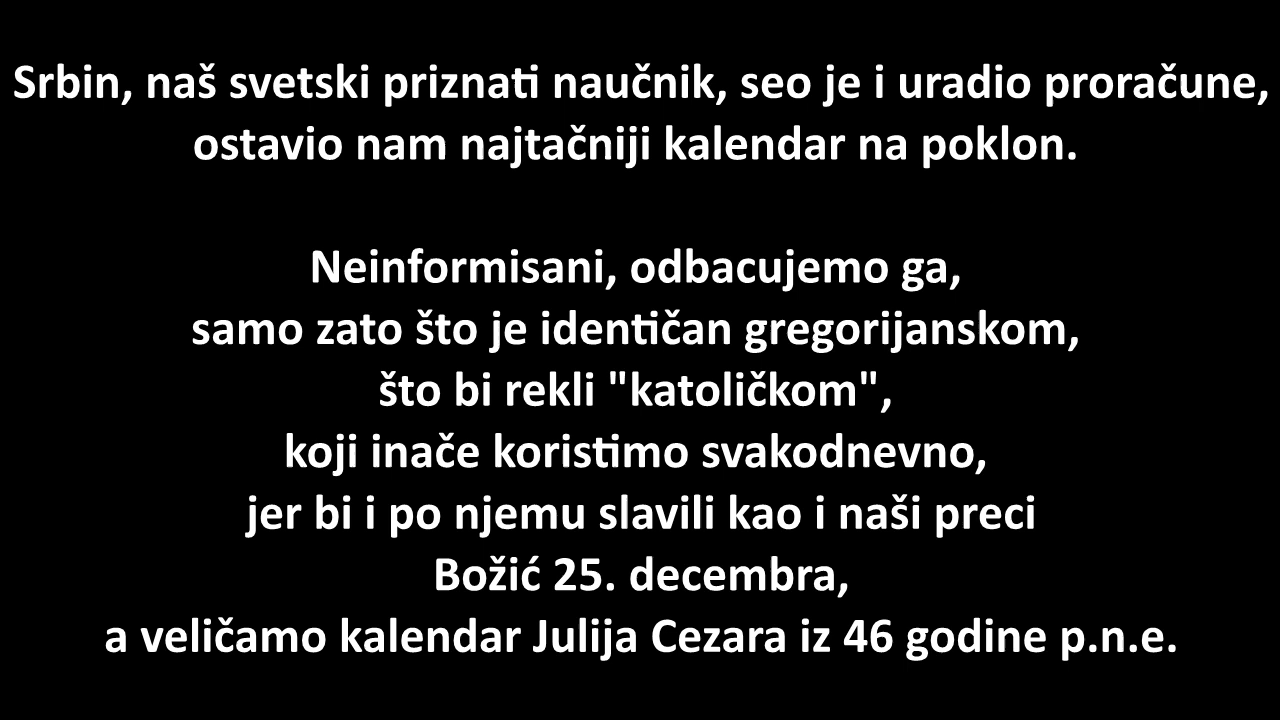 Srbin, naš svetski priznati naučnik, seo je i uradio proračune,
ostavio nam najtačniji kalendar na poklon.
Neinformisani, odbacujemo ga,
samo zato što je identičan gregorijanskom,
što bi rekli "katoličkom",
koji inače koristimo svakodnevno,
jer bi i po njemu slavili kao i naši preci
Božić 25. decembra,
a veličamo kalendar Julija Cezara iz 46 godine p.n.e.